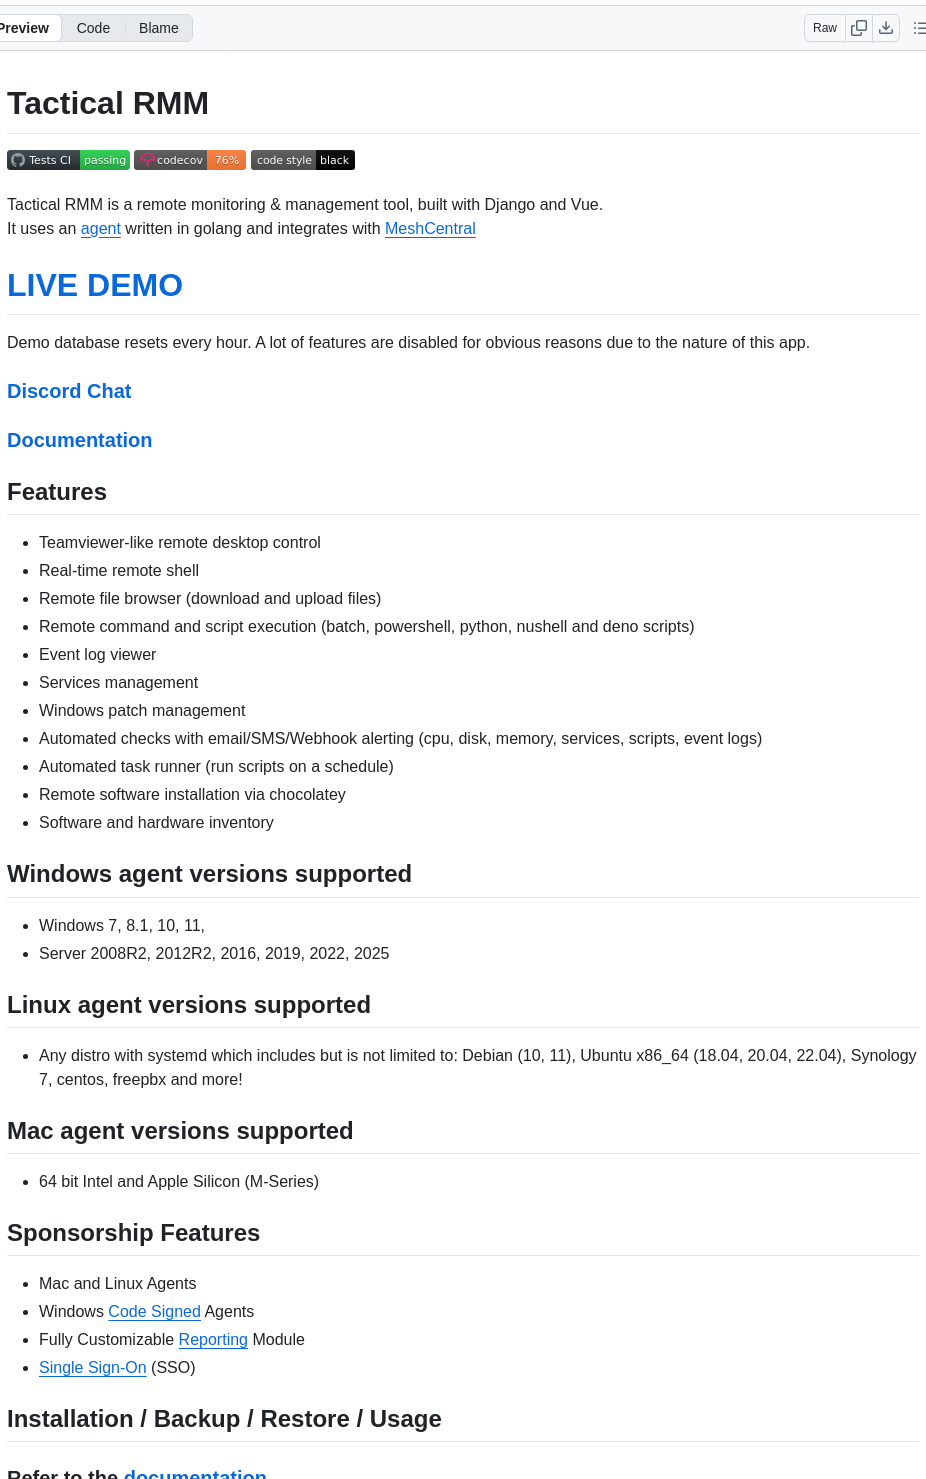 Preview Code Blame Raw
Tactical RMM
Tests CI passing codecov 76% code style black
Tactical RMM is a remote monitoring & management tool, built with Django and Vue.
It uses an agent written in golang and integrates with MeshCentral
LIVE DEMO
Demo database resets every hour. A lot of features are disabled for obvious reasons due to the nature of this app.
Discord Chat
Documentation
Features
• Teamviewer-like remote desktop control
• Real-time remote shell
• Remote file browser (download and upload files)
• Remote command and script execution (batch, powershell, python, nushell and deno scripts)
• Event log viewer
• Services management
• Windows patch management
• Automated checks with email/SMS/Webhook alerting (cpu, disk, memory, services, scripts, event logs)
• Automated task runner (run scripts on a schedule)
• Remote software installation via chocolatey
• Software and hardware inventory
Windows agent versions supported
• Windows 7, 8.1, 10, 11,
• Server 2008R2, 2012R2, 2016, 2019, 2022, 2025
Linux agent versions supported
• Any distro with systemd which includes but is not limited to: Debian (10, 11), Ubuntu x86_64 (18.04, 20.04, 22.04), Synology
7, centos, freepbx and more!
Mac agent versions supported
• 64 bit Intel and Apple Silicon (M-Series)
Sponsorship Features
• Mac and Linux Agents
• Windows Code Signed Agents
• Fully Customizable Reporting Module
• Single Sign-On (SSO)
Installation / Backup / Restore / Usage
Refer to the documentation